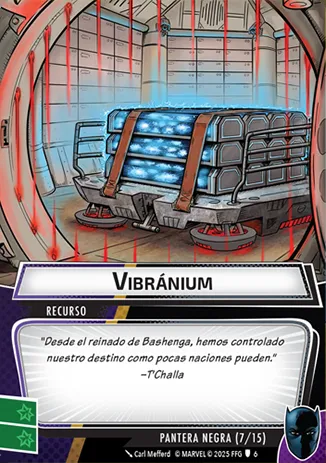 VIBRÁNIUM
RECURSO
"Desde el reinado de Bashenga, hemos controlado
nuestro destino como pocas naciones pueden."
–T'Challa
PANTERA NEGRA (7/15)
Carl Mefferd © MARVEL © 2025 FFG 6